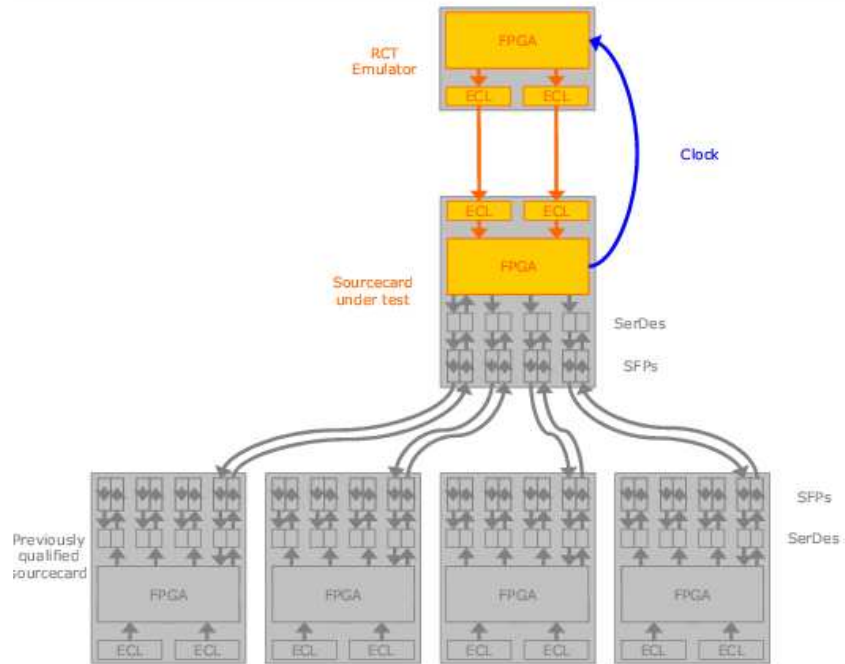 FPGA
RCT
Emulator
ECL ECL
Clock
ECL ECL
FPGA
Sourcecard
under test
SerDes
SFPs
SFPs
Previously
qualified
sourcecard
SerDes
FPGA FPGA FPGA FPGA
ECL ECL ECL ECL ECL ECL ECL ECL